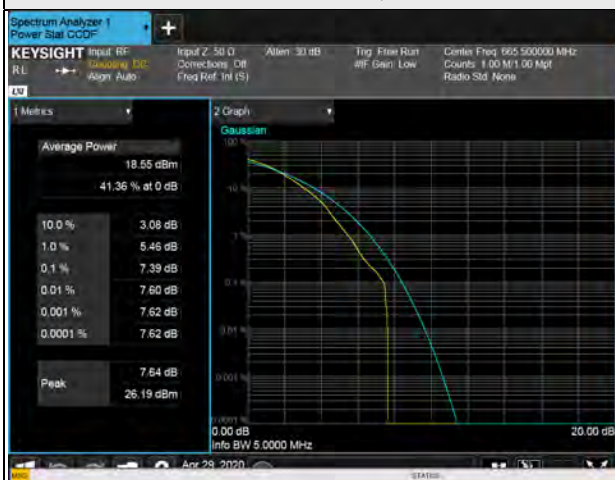 Spectrum Analyzer 1
Power Stat CCDF
KEYSIGHT
RL
Input: RF
Coupling: DC
Align: Auto
Input Z: 50 Ω
Corrections: Off
Freq Ref: Int (S)
Atten: 30 dB
Trig: Free Run
#IF Gain: Low
Center Freq: 665.500000 MHz
Counts: 1.00 M/1.00 Mpt
Radio Std: None
1 Metrics
Average Power
18.55 dBm
41.36 % at 0 dB
10.0 % 3.08 dB
1.0 % 5.46 dB
0.1 % 7.39 dB
0.01 % 7.60 dB
0.001 % 7.62 dB
0.0001 % 7.62 dB
Peak 7.64 dB
26.19 dBm
2 Graph
Gaussian
100 %
10 %
1 %
0.1 %
0.01 %
0.001 %
0.0001 %
0.00 dB 20.00 dB
Info BW 5.0000 MHz
Apr 29, 2020
MSG STATUS